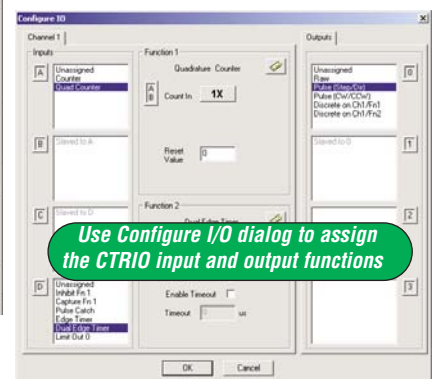 Configure IO
Channel 1
Outputs
Inputs
Function 1
A
Unassigned
Counter
Quad Counter
Quadrature Counter
A
B
Count In
1X
Reset
Value
0
B
Slaved to A
C
Slaved to D
Function 2
Dual Edge Timer
D
Unassigned
Inhibit Fn 1
Capture Fn 1
Pulse Catch
Edge Timer
Dual Edge Timer
Limit Out 0
Enable Timeout
Timeout
0
us
Unassigned
Raw
Pulse (Step/Dir)
Pulse (CW/CCW)
Discrete on Ch1/Fn1
Discrete on Ch1/Fn2
0
Slaved to 0
1
2
3
Use Configure I/O dialog to assign
the CTRIO input and output functions
OK
Cancel